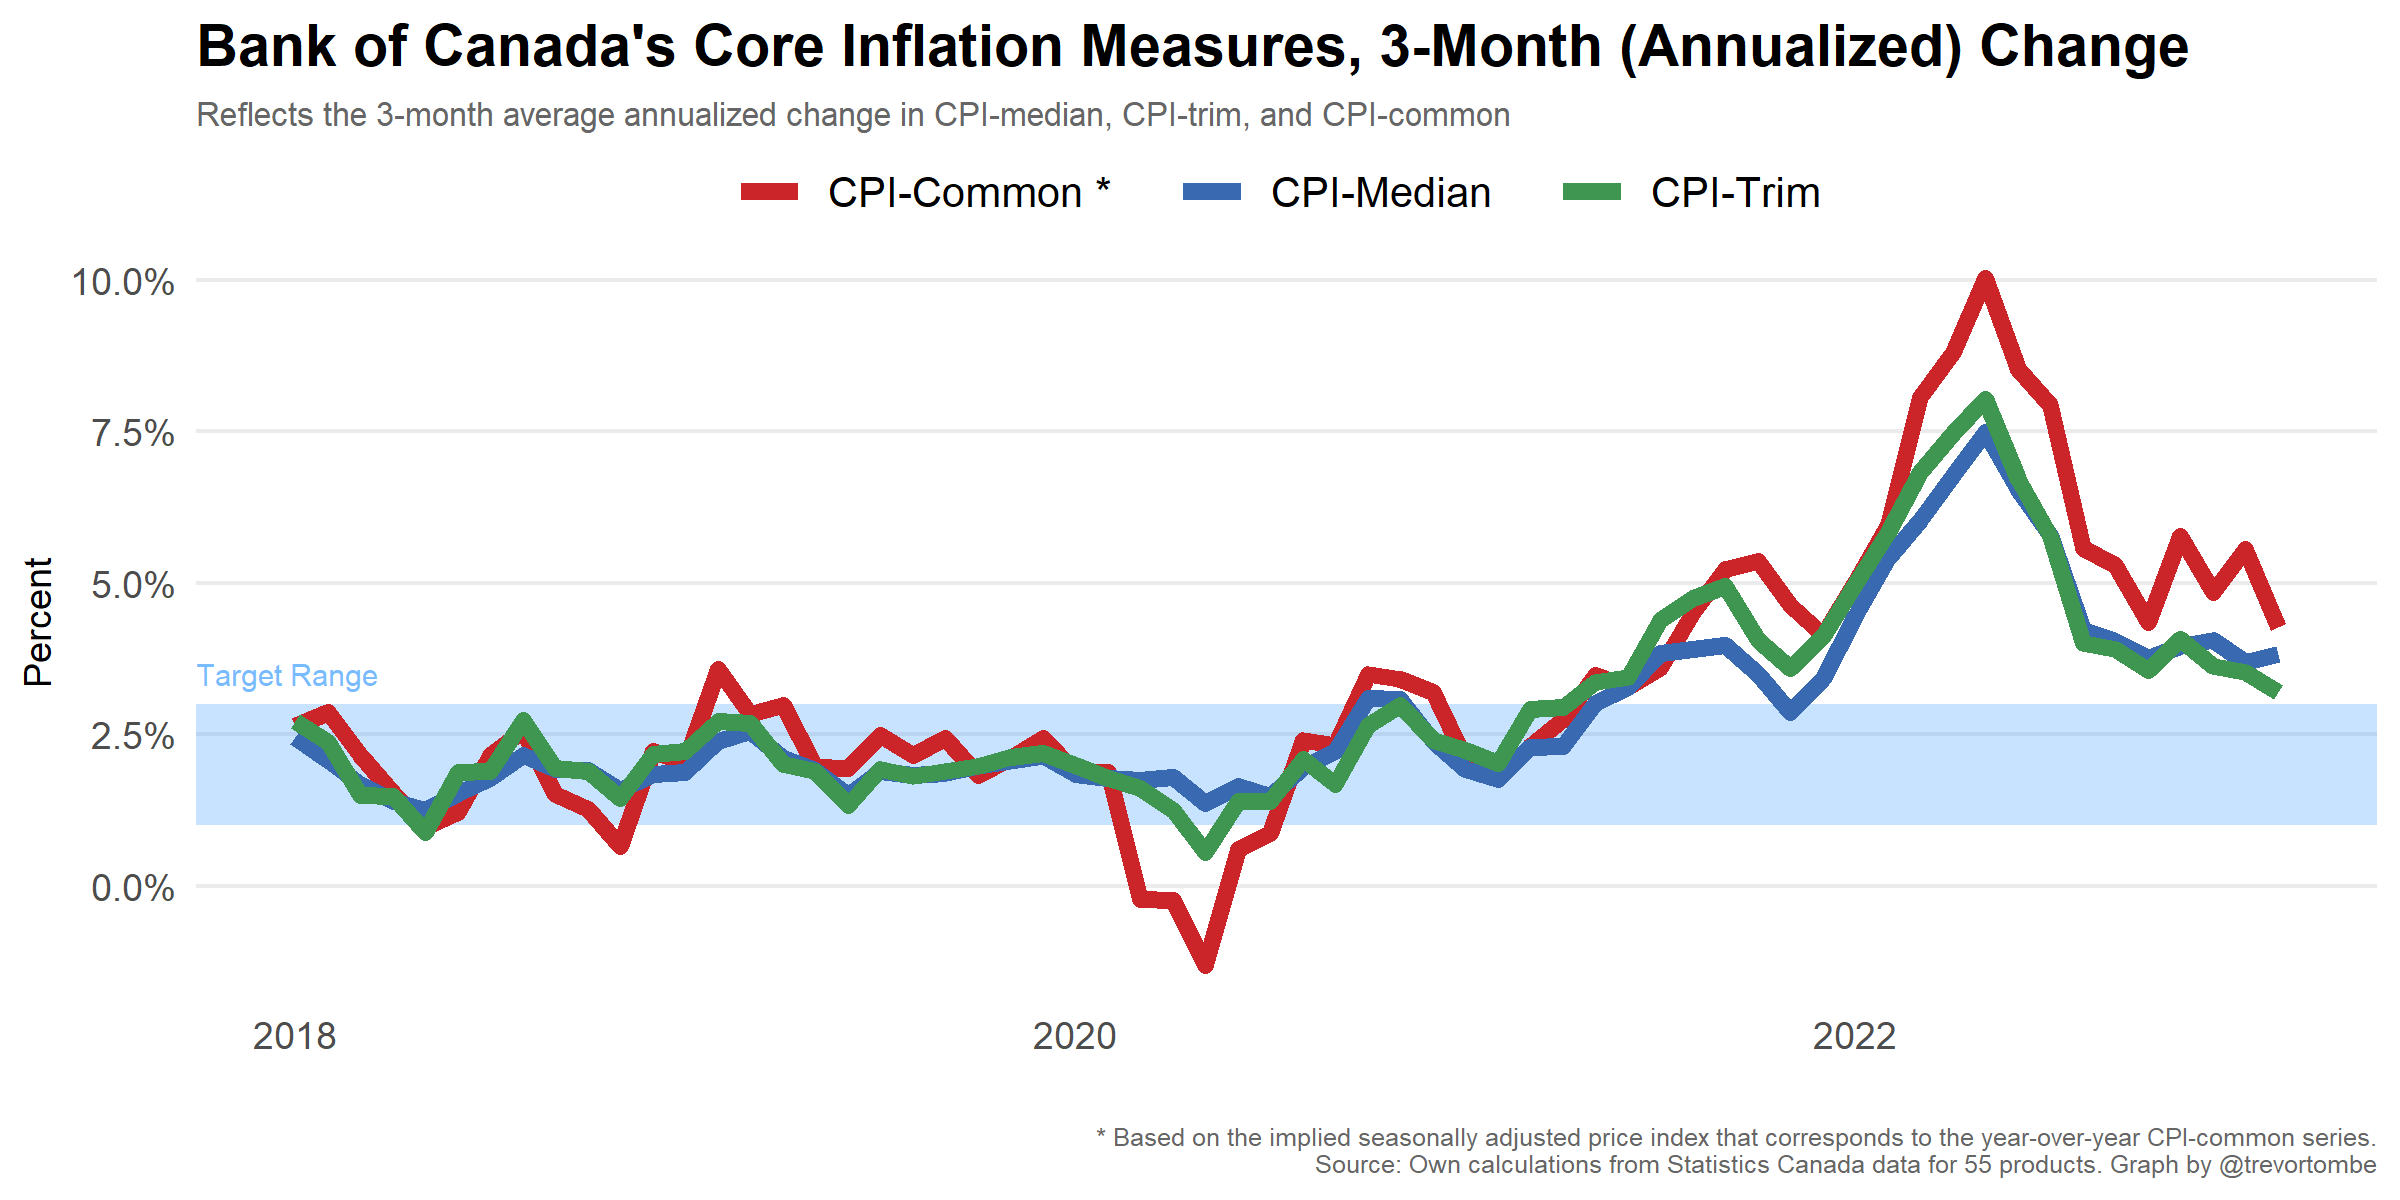 Bank of Canada's Core Inflation Measures, 3-Month (Annualized) Change
Reflects the 3-month average annualized change in CPI-median, CPI-trim, and CPI-common
CPI-Common * CPI-Median CPI-Trim
10.0%
7.5%
5.0%
2.5%
0.0%
Percent
Target Range
2018 2020 2022
* Based on the implied seasonally adjusted price index that corresponds to the year-over-year CPI-common series.
Source: Own calculations from Statistics Canada data for 55 products. Graph by @trevortombe